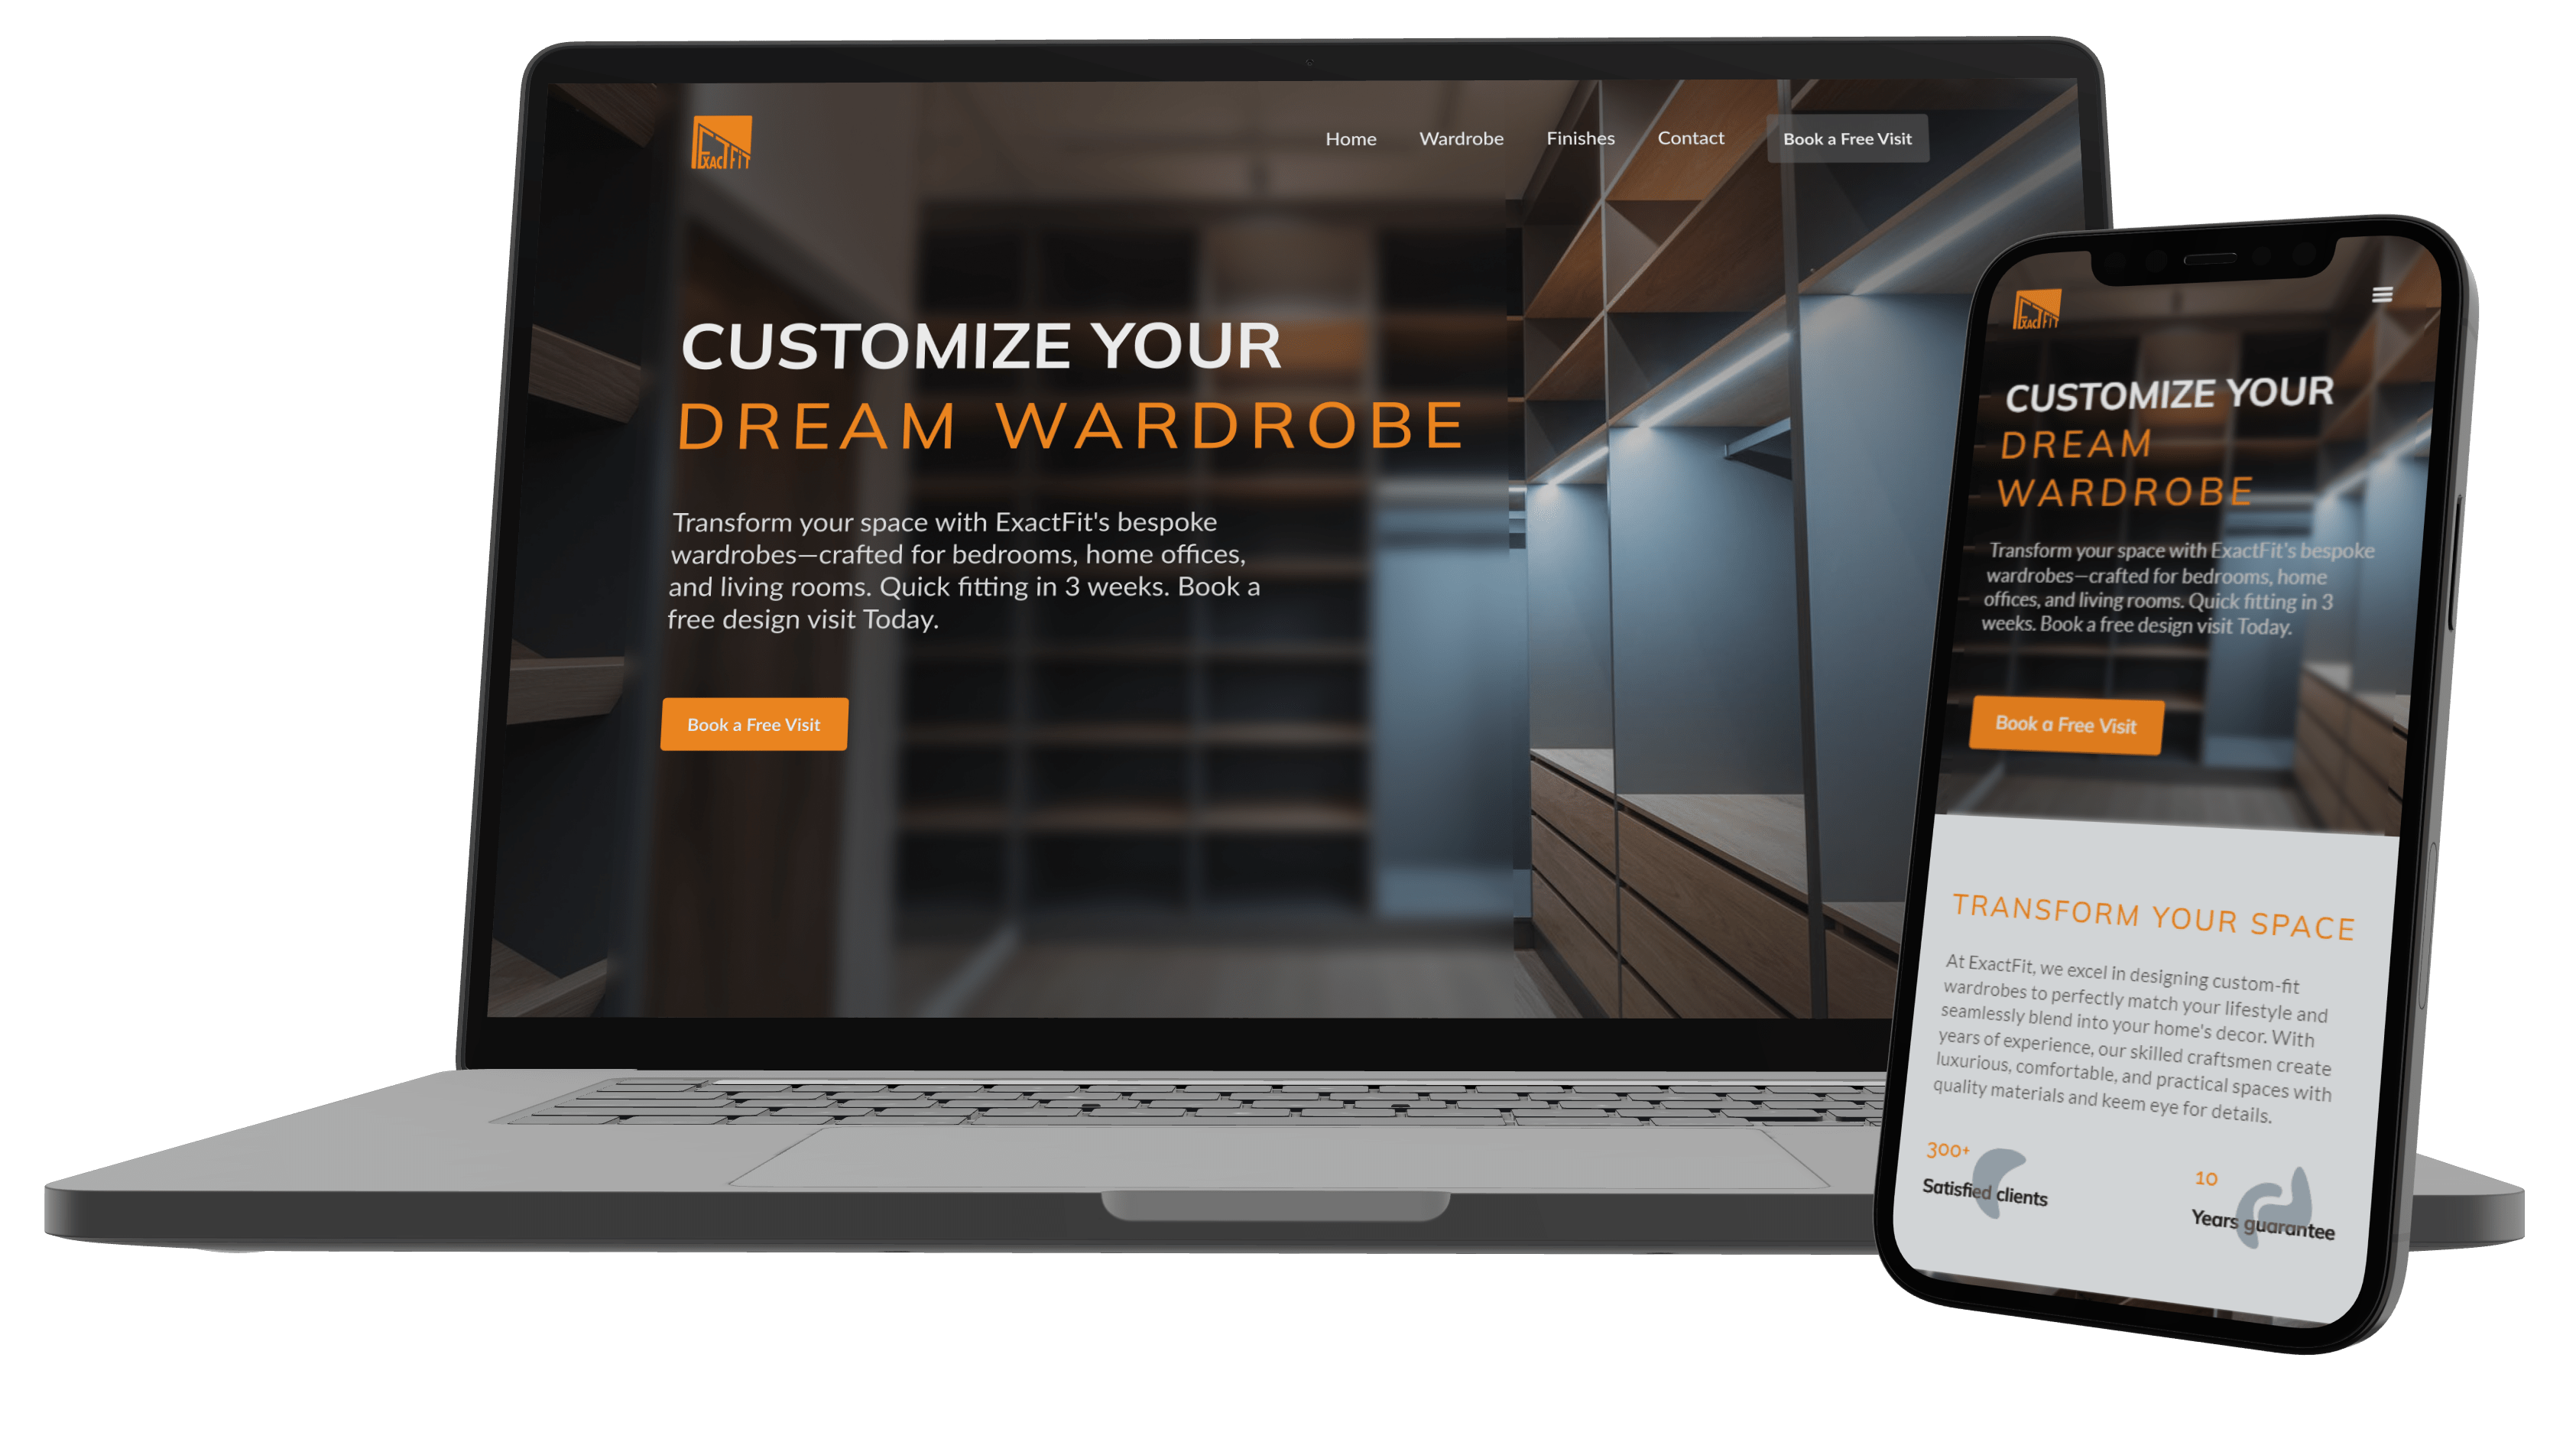 EXACTFIT
Home Wardrobe Finishes Contact Book a Free Visit
CUSTOMIZE YOUR
DREAM WARDROBE
Transform your space with ExactFit's bespoke
wardrobes—crafted for bedrooms, home offices,
and living rooms. Quick fitting in 3 weeks. Book a
free design visit Today.
Book a Free Visit
EXACTFIT
CUSTOMIZE YOUR
DREAM
WARDROBE
Transform your space with ExactFit's bespoke
wardrobes—crafted for bedrooms, home
offices, and living rooms. Quick fitting in 3
weeks. Book a free design visit Today.
Book a Free Visit
TRANSFORM YOUR SPACE
At ExactFit, we excel in designing custom-fit
wardrobes to perfectly match your lifestyle and
seamlessly blend into your home's decor. With
years of experience, our skilled craftsmen create
luxurious, comfortable, and practical spaces with
quality materials and keem eye for details.
300+ 10
Satisfied clients Years guarantee